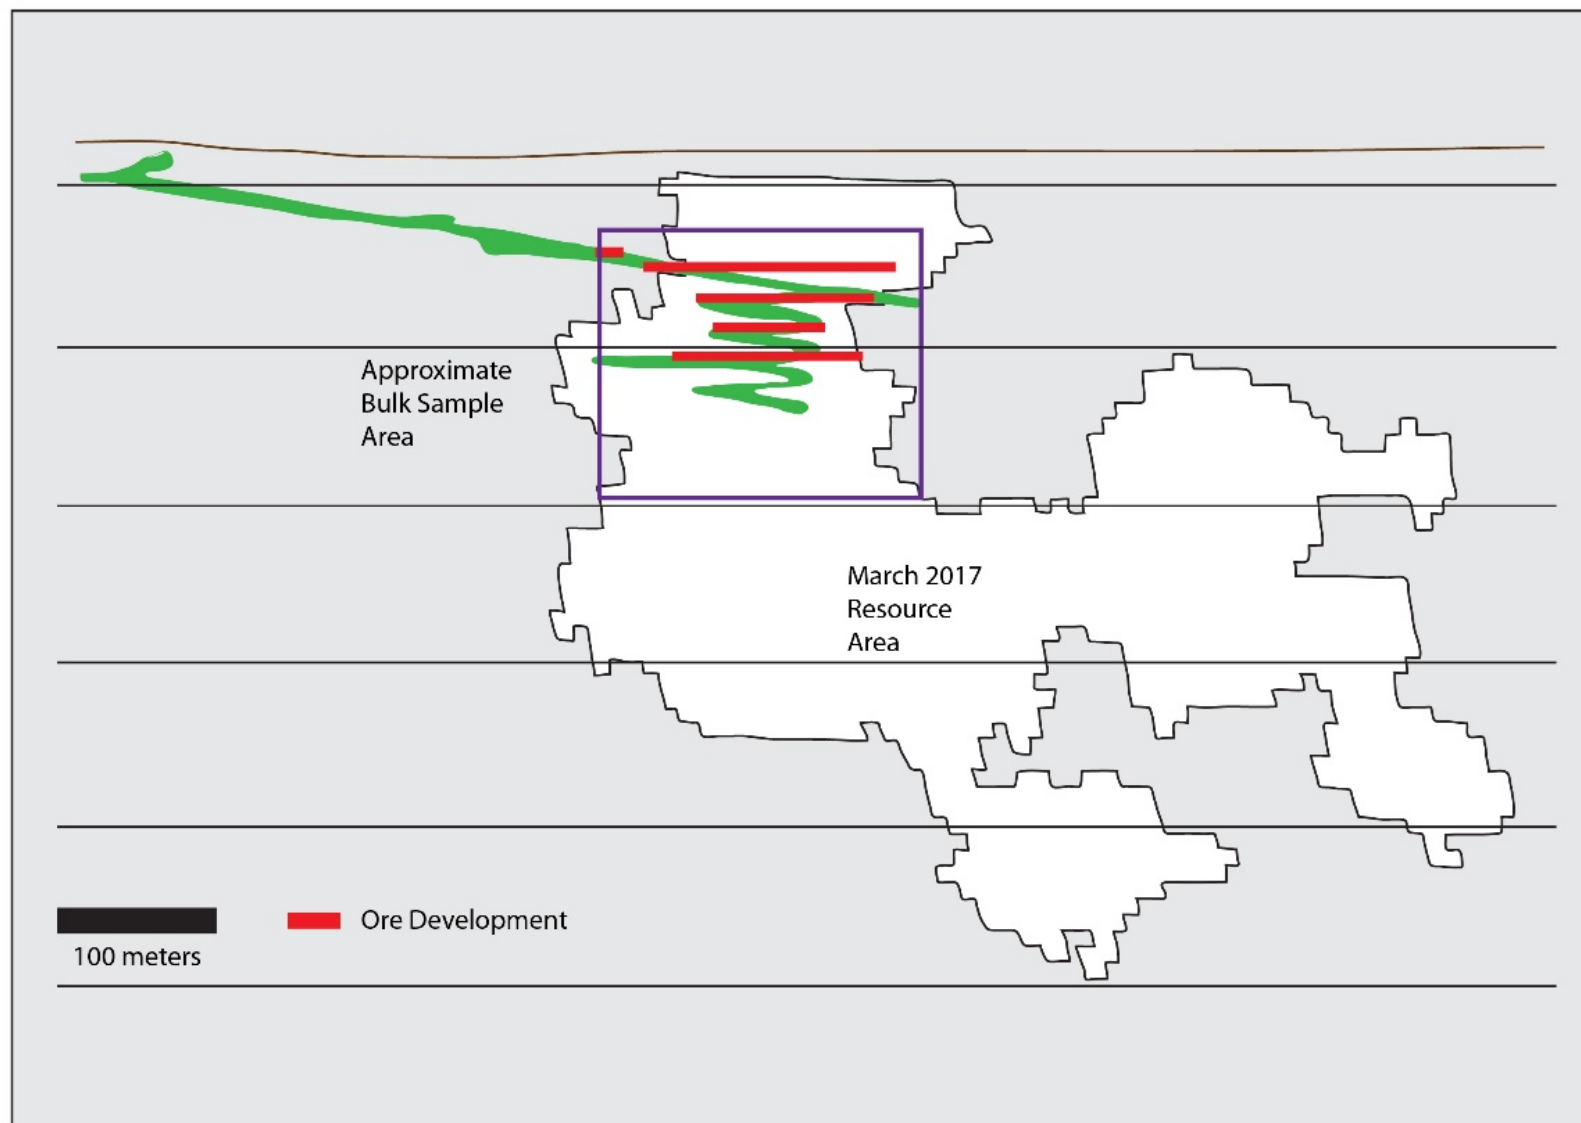 Approximate
Bulk Sample
Area
March 2017
Resource
Area
Ore Development
100 meters